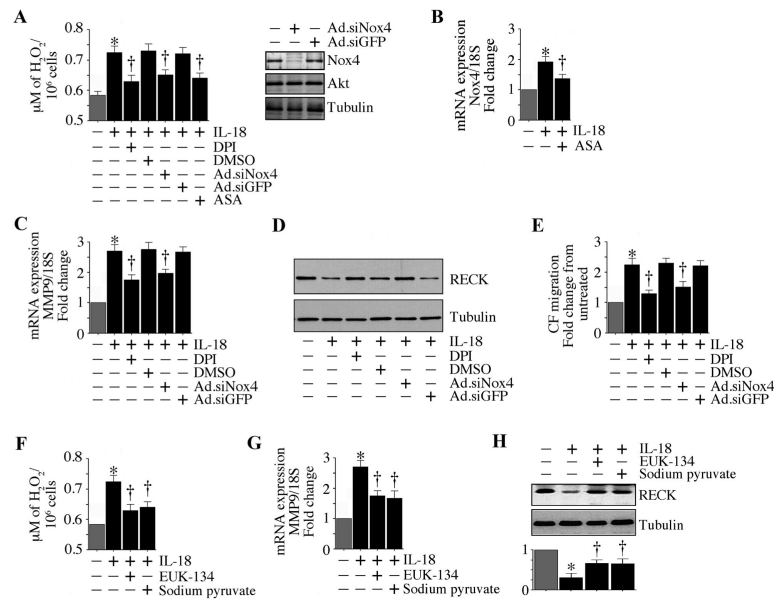 A
μM of H2O2/
10^6 cells
0.8
0.7
0.6
0.5
*
†
†
†
– + + + + + + IL-18
– – + – – – – DPI
– – – + – – – DMSO
– – – – + – – Ad.siNox4
– – – – – + – Ad.siGFP
– – – – – – + ASA
– + – Ad.siNox4
– – + Ad.siGFP
Nox4
Akt
Tubulin
B
mRNA expression
Nox4/18S
Fold change
3
2
1
0
*
†
– + + IL-18
– – + ASA
C
mRNA expression
MMP9/18S
Fold change
3
2
1
0
*
†
†
– + + + + + IL-18
– – + – – – DPI
– – – + – – DMSO
– – – – + – Ad.siNox4
– – – – – + Ad.siGFP
D
RECK
Tubulin
– + + + + + IL-18
– – + – – – DPI
– – – + – – DMSO
– – – – + – Ad.siNox4
– – – – – + Ad.siGFP
E
CF migration
Fold change from
untreated
3
2
1
0
*
†
†
– + + + + + IL-18
– – + – – – DPI
– – – + – – DMSO
– – – – + – Ad.siNox4
– – – – – + Ad.siGFP
F
μM of H2O2/
10^6 cells
0.8
0.7
0.6
0.5
*
†
†
– + + + IL-18
– – + – EUK-134
– – – + Sodium pyruvate
G
mRNA expression
MMP9/18S
Fold change
3
2
1
0
*
†
†
– + + + IL-18
– – + – EUK-134
– – – + Sodium pyruvate
H
– + + + IL-18
– – + – EUK-134
– – – + Sodium pyruvate
RECK
Tubulin
1
0
*
†
†